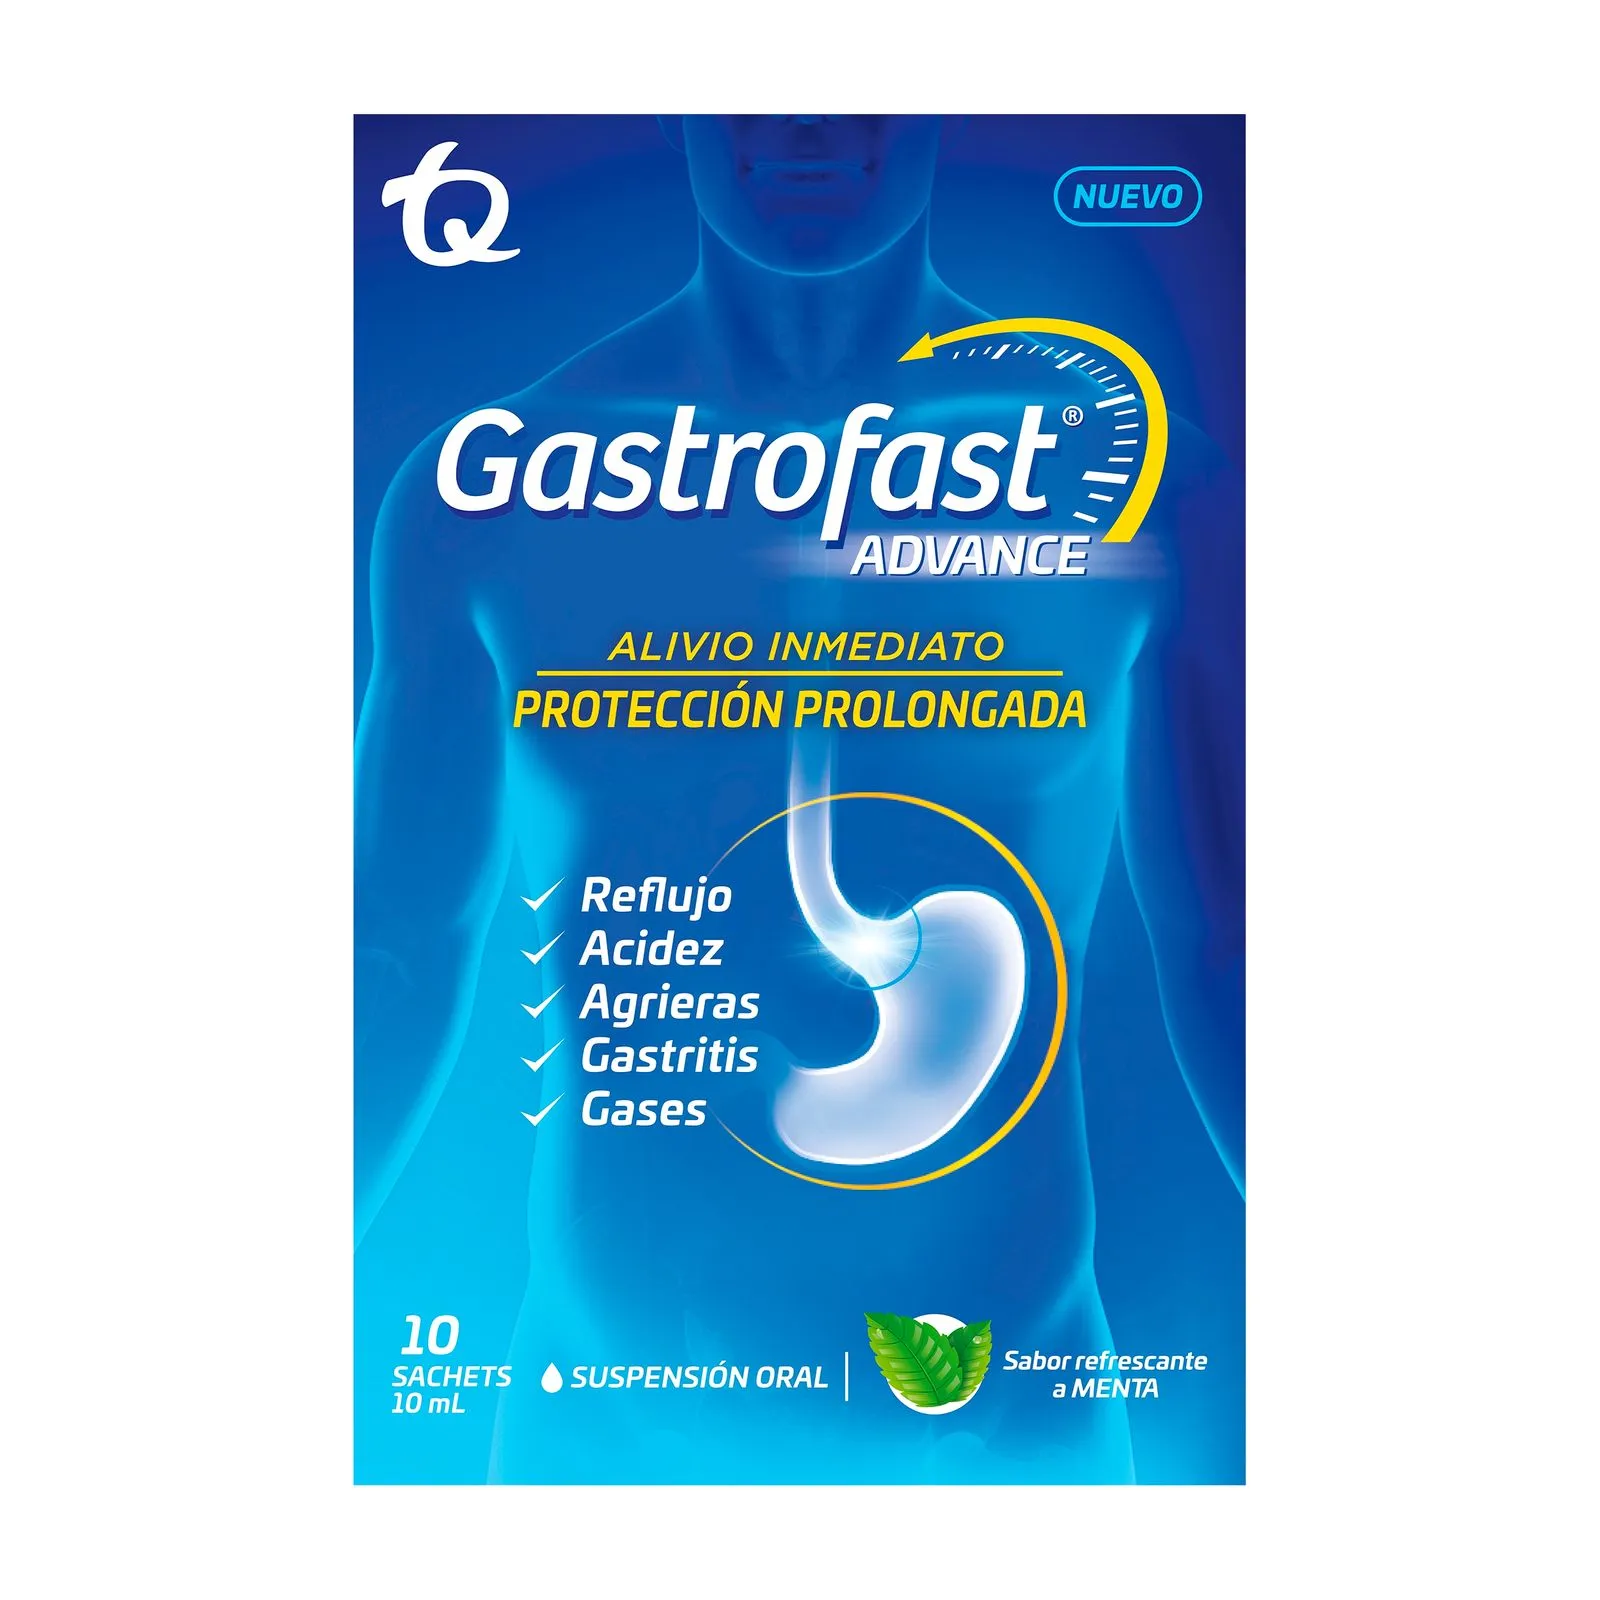 TQ
NUEVO
Gastrofast®
ADVANCE
ALIVIO INMEDIATO
PROTECCIÓN PROLONGADA
Reflujo
Acidez
Agrieras
Gastritis
Gases
10
SACHETS
10 mL
SUSPENSIÓN ORAL
Sabor refrescante
a MENTA